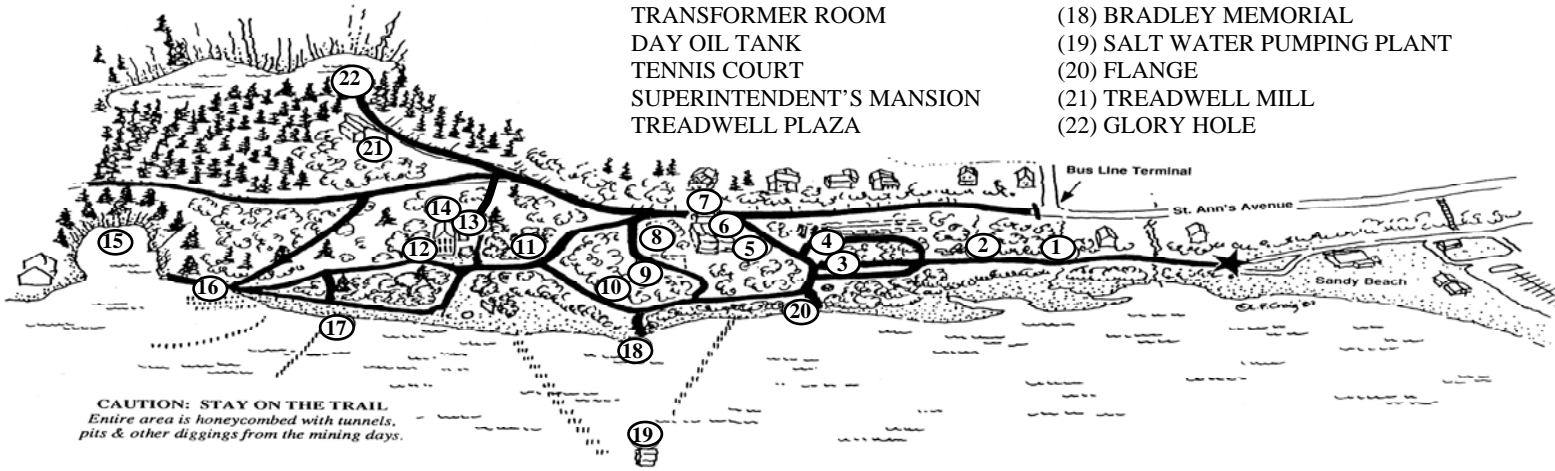 TRANSFORMER ROOM
DAY OIL TANK
TENNIS COURT
SUPERINTENDENT'S MANSION
TREADWELL PLAZA
(18) BRADLEY MEMORIAL
(19) SALT WATER PUMPING PLANT
(20) FLANGE
(21) TREADWELL MILL
(22) GLORY HOLE
22
21
Bus Line Terminal
St. Ann's Avenue
7
14
13
6
15
12
11
8
5
4
2
1
9
3
16
10
Sandy Beach
20
17
18
CAUTION: STAY ON THE TRAIL
Entire area is honeycombed with tunnels,
pits & other diggings from the mining days.
19